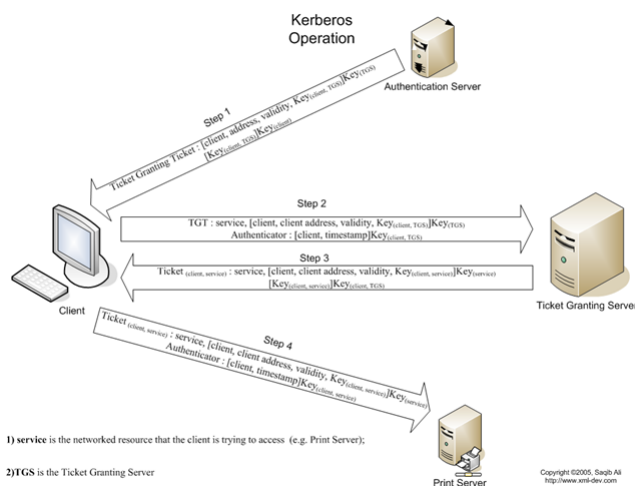 Kerberos
Operation
Authentication Server
Step 1
Ticket Granting Ticket : [client, address, validity, Key(client, TGS)]Key(TGS)
[Key(client, TGS)]Key(client)
Step 2
TGT : service, [client, client address, validity, Key(client, TGS)]Key(TGS)
Authenticator : [client, timestamp]Key(client, TGS)
Step 3
Ticket (client, service) : service, [client, client address, validity, Key(client, service)]Key(service)
[Key(client, service)]Key(client, TGS)
Client
Ticket Granting Server
Step 4
Ticket (client, service) : service, [client, client address, validity, Key(client, service)]Key(service)
Authenticator : [client, timestamp]Key(client, service)
1) service is the networked resource that the client is trying to access (e.g. Print Server);
2)TGS is the Ticket Granting Server
Print Server
Copyright ©2005, Saqib Ali
http://www.xml-dev.com